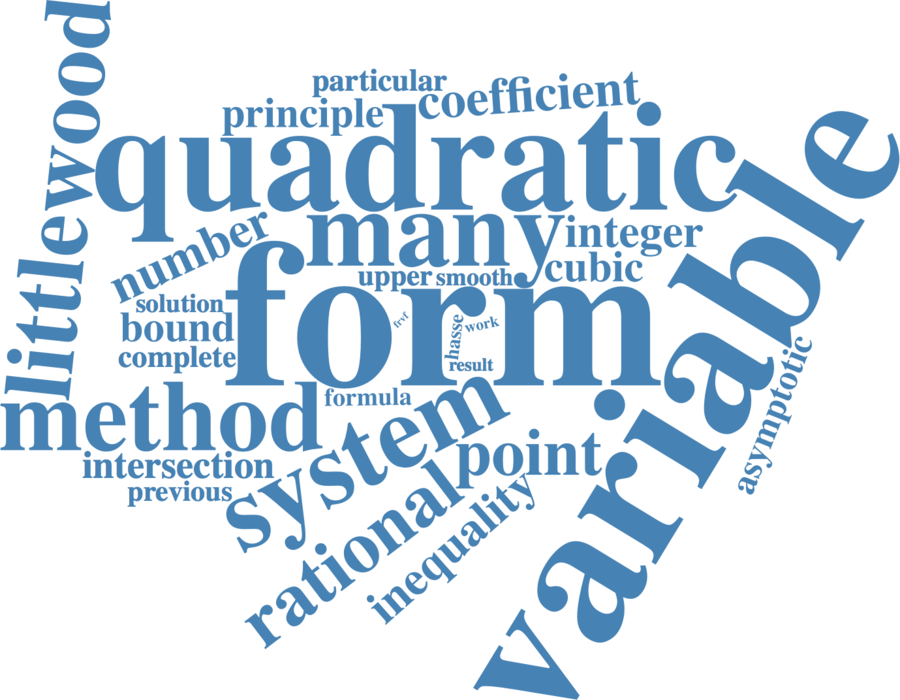 littlewood
particular
principle
coefficient
quadratic
variable
many
number
integer
upper
smooth
cubic
form
solution
bound
complete
hasse
work
result
formula
method
system
asymptotic
point
intersection
previous
rational
inequality